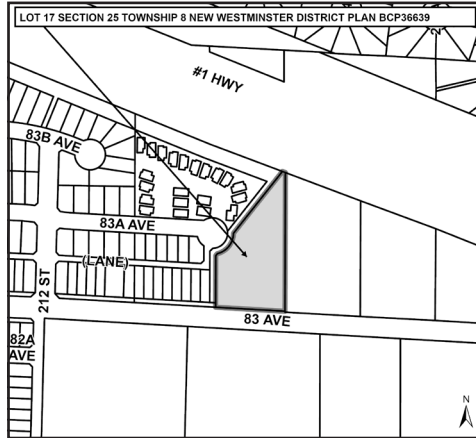 LOT 17 SECTION 25 TOWNSHIP 8 NEW WESTMINSTER DISTRICT PLAN BCP36639
#1 HWY
83B AVE
83A AVE
(LANE)
212 ST
83 AVE
82A
AVE
N